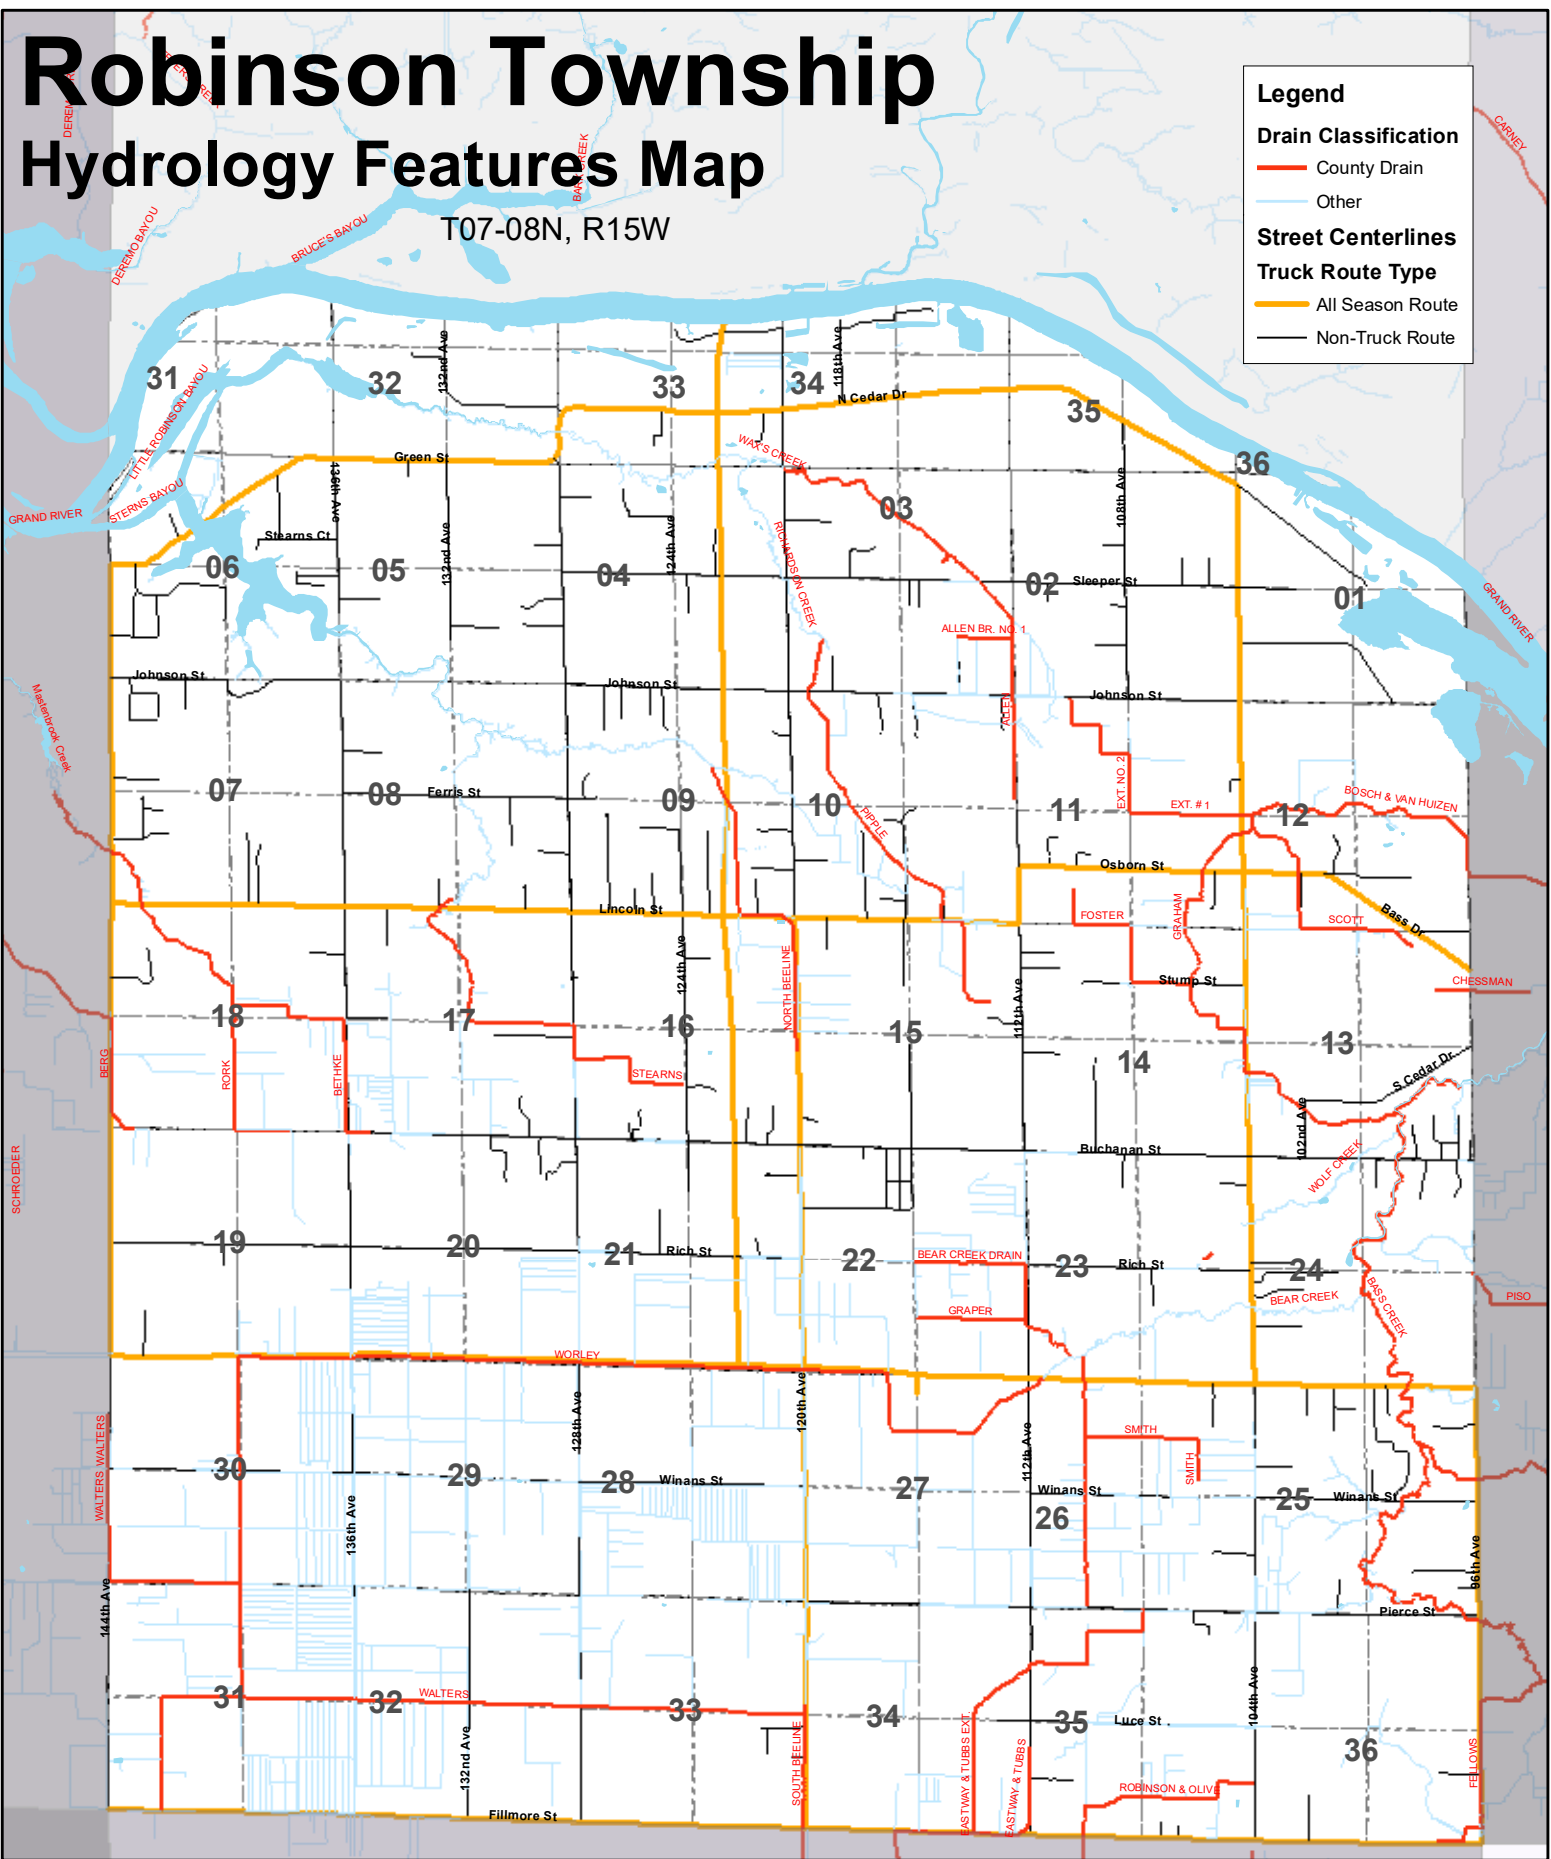 Robinson Township
Hydrology Features Map
T07-08N, R15W
Legend
Drain Classification
County Drain
Other
Street Centerlines
Truck Route Type
All Season Route
Non-Truck Route
CARNEY
BARK CREEK
BRUCE'S BAYOU
DEREMO BAYOU
LITTLE ROBINSON BAYOU
STERNS BAYOU
GRAND RIVER
31
32
33
34
35
36
132nd Ave
118th Ave
N Cedar Dr
Green St
WAX'S CREEK
136th Ave
Stearns Ct
132nd Ave
124th Ave
RICHARDSON CREEK
108th Ave
06
05
04
03
02
01
Sleeper St
GRAND RIVER
ALLEN BR. NO. 1
ALLEN
Johnson St
Johnson St
Johnson St
Mastenbrook Creek
07
08
09
10
11
12
Ferris St
PIPPLE
EXT. NO. 2
EXT. # 1
BOSCH & VAN HUIZEN
Osborn St
Lincoln St
FOSTER
GRAHAM
SCOTT
Bass Dr
124th Ave
NORTH BEELINE
112th Ave
Stump St
CHESSMAN
18
17
16
15
14
13
BERG
RORK
BETHKE
STEARNS
S Cedar Dr
102nd Ave
Buchanan St
WOLF CREEK
SCHROEDER
19
20
21
22
23
24
Rich St
BEAR CREEK DRAIN
Rich St
GRAPER
BEAR CREEK
BASS CREEK
PISO
WORLEY
128th Ave
120th Ave
112th Ave
SMITH
SMITH
WALTERS
WALTERS
30
29
28
27
26
25
Winans St
Winans St
Winans St
136th Ave
144th Ave
96th Ave
Pierce St
31
32
33
34
35
36
WALTERS
132nd Ave
SOUTH BEELINE
EASTWAY & TUBBS EXT.
EASTWAY & TUBBS
Luce St
104th Ave
ROBINSON & OLIVE
FELLOWS
Fillmore St